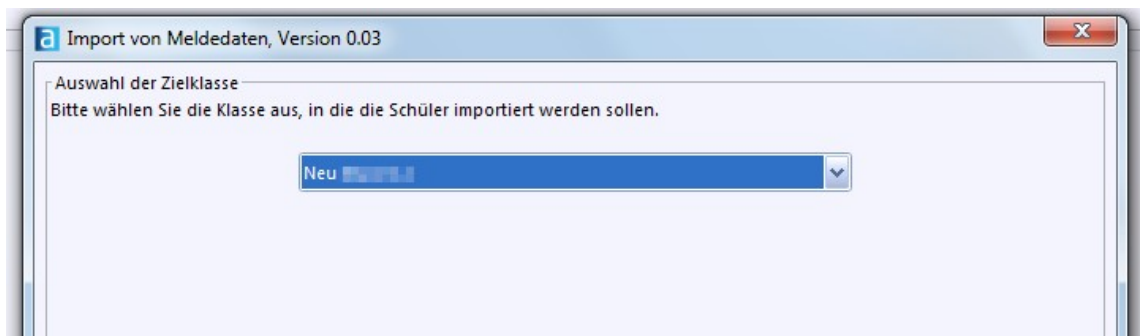 Import von Meldedaten, Version 0.03
Auswahl der Zielklasse
Bitte wählen Sie die Klasse aus, in die die Schüler importiert werden sollen.
Neu